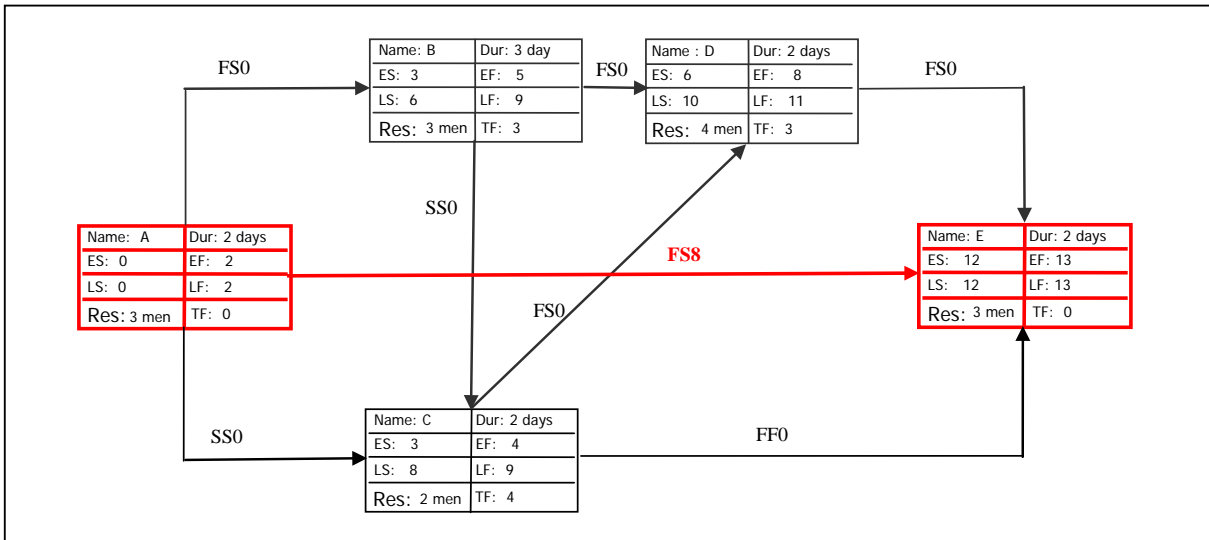 Name: B Dur: 3 day
ES: 3 EF: 5
LS: 6 LF: 9
Res: 3 men TF: 3
Name : D Dur: 2 days
ES: 6 EF: 8
LS: 10 LF: 11
Res: 4 men TF: 3
FS0
FS0
FS0
SS0
Name: A Dur: 2 days
ES: 0 EF: 2
LS: 0 LF: 2
Res: 3 men TF: 0
FS8
FS0
Name: E Dur: 2 days
ES: 12 EF: 13
LS: 12 LF: 13
Res: 3 men TF: 0
SS0
Name: C Dur: 2 days
ES: 3 EF: 4
LS: 8 LF: 9
Res: 2 men TF: 4
FF0